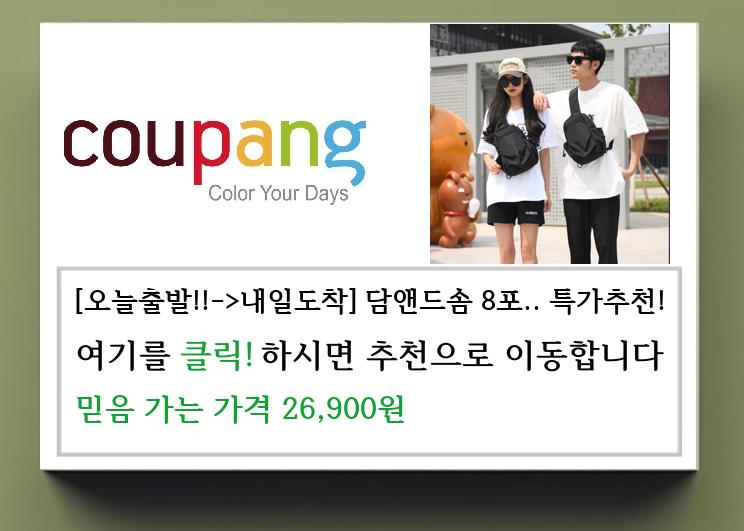 coupang
Color Your Days
[오늘출발!!->내일도착] 담앤드솜 8포.. 특가추천!
여기를 클릭! 하시면 추천으로 이동합니다
믿음 가는 가격 26,900원